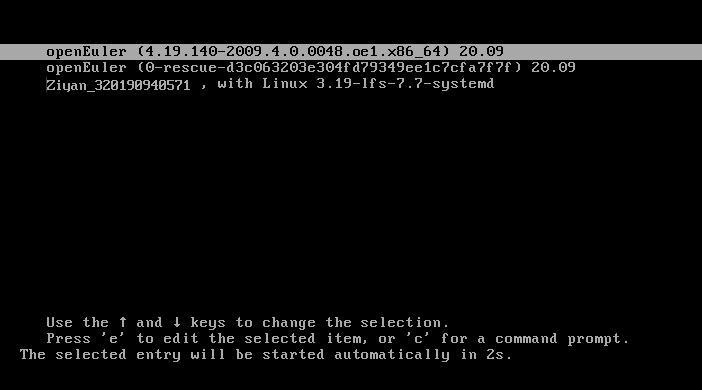 openEuler (4.19.140-2009.4.0.0048.oe1.x86_64) 20.09
openEuler (0-rescue-d3c063203e304fd79349ee1c7cfa7f7f) 20.09
Ziyan_320190940571 , with Linux 3.19-lfs-7.7-systemd
Use the ↑ and ↓ keys to change the selection.
Press 'e' to edit the selected item, or 'c' for a command prompt.
The selected entry will be started automatically in 2s.